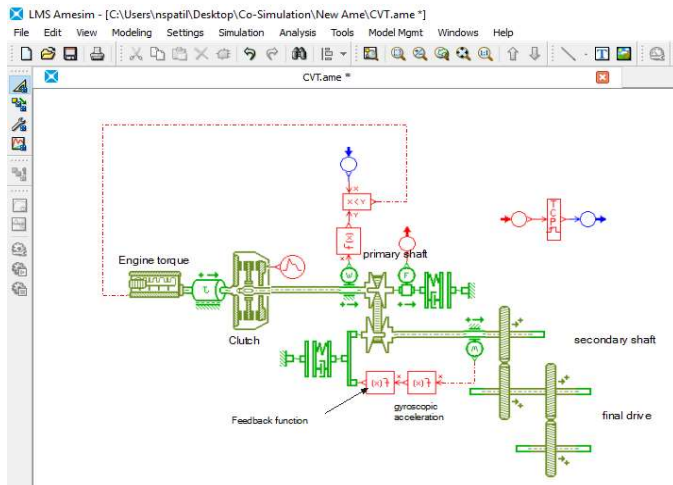 LMS Amesim - [C:\Users\nspatil\Desktop\Co-Simulation\New Ame\CVT.ame *]
File Edit View Modeling Settings Simulation Analysis Tools Model Mgmt Windows Help
CVT.ame *
X
X<Y
Y
TCP
f(x)
X
primary shaft
Engine torque
W
F
τ
Clutch
secondary shaft
f(x)
X
f(x)
X
Feedback function
gyroscopic
acceleration
final drive